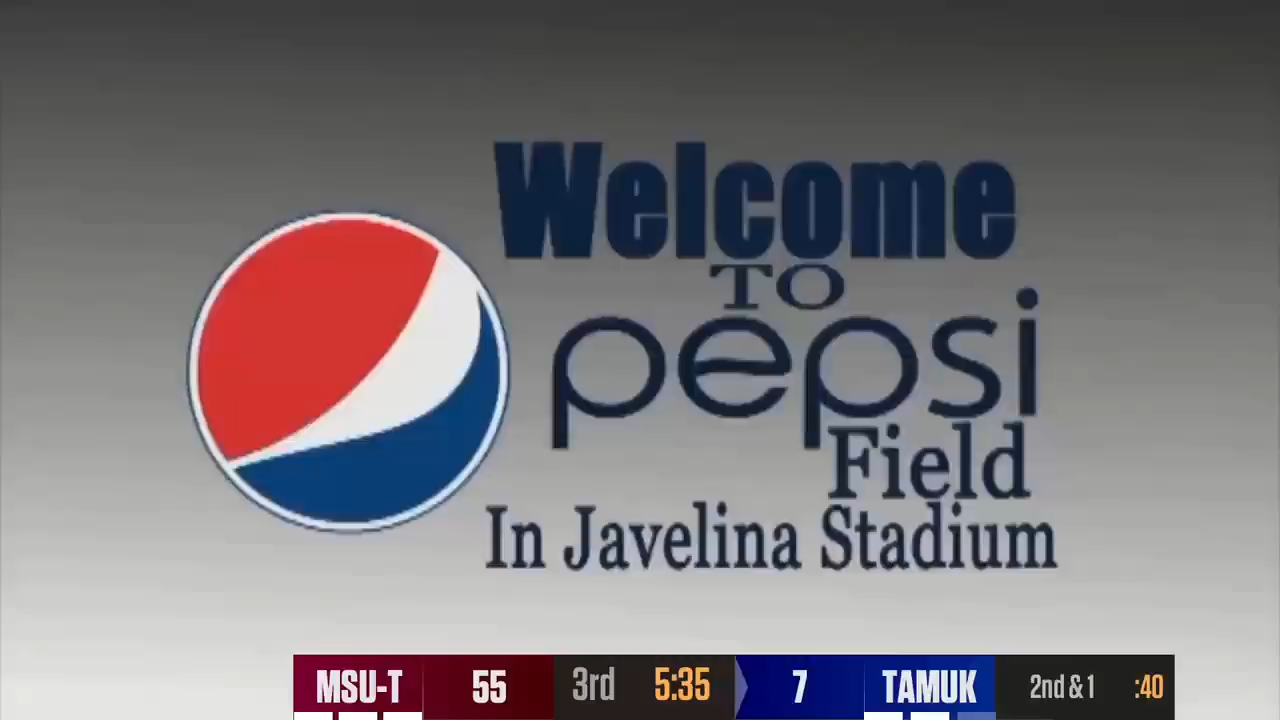 Welcome
TO
pepsi
Field
In Javelina Stadium
MSU-T 55 3rd 5:35 7 TAMUK 2nd & 1 :40